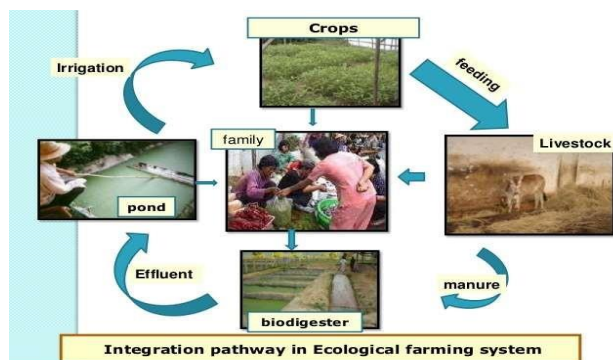 Crops
Irrigation
feeding
family
Livestock
pond
Effluent
manure
biodigester
Integration pathway in Ecological farming system